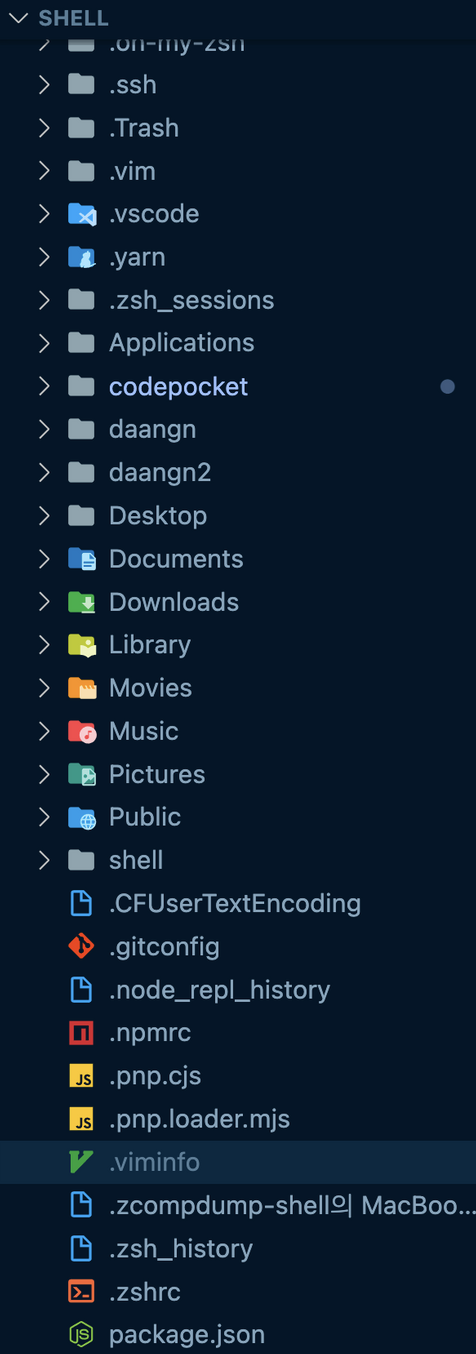 SHELL
.oh-my-zsh
.ssh
.Trash
.vim
.vscode
.yarn
.zsh_sessions
Applications
codepocket
daangn
daangn2
Desktop
Documents
Downloads
Library
Movies
Music
Pictures
Public
shell
.CFUserTextEncoding
.gitconfig
.node_repl_history
.npmrc
.pnp.cjs
.pnp.loader.mjs
.viminfo
.zcompdump-shell의 MacBoo...
.zsh_history
.zshrc
package.json